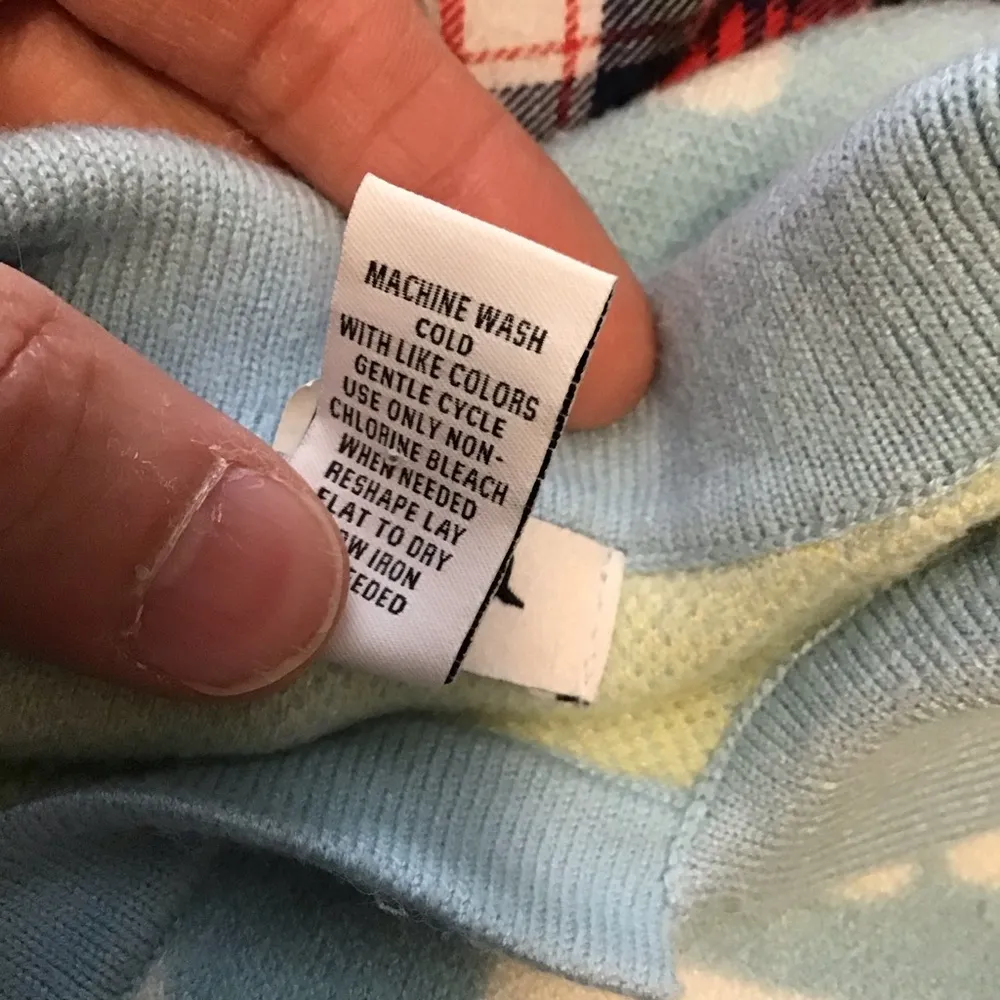 MACHINE WASH
COLD
WITH LIKE COLORS
GENTLE CYCLE
USE ONLY NON-
CHLORINE BLEACH
WHEN NEEDED
RESHAPE LAY
FLAT TO DRY
IRON